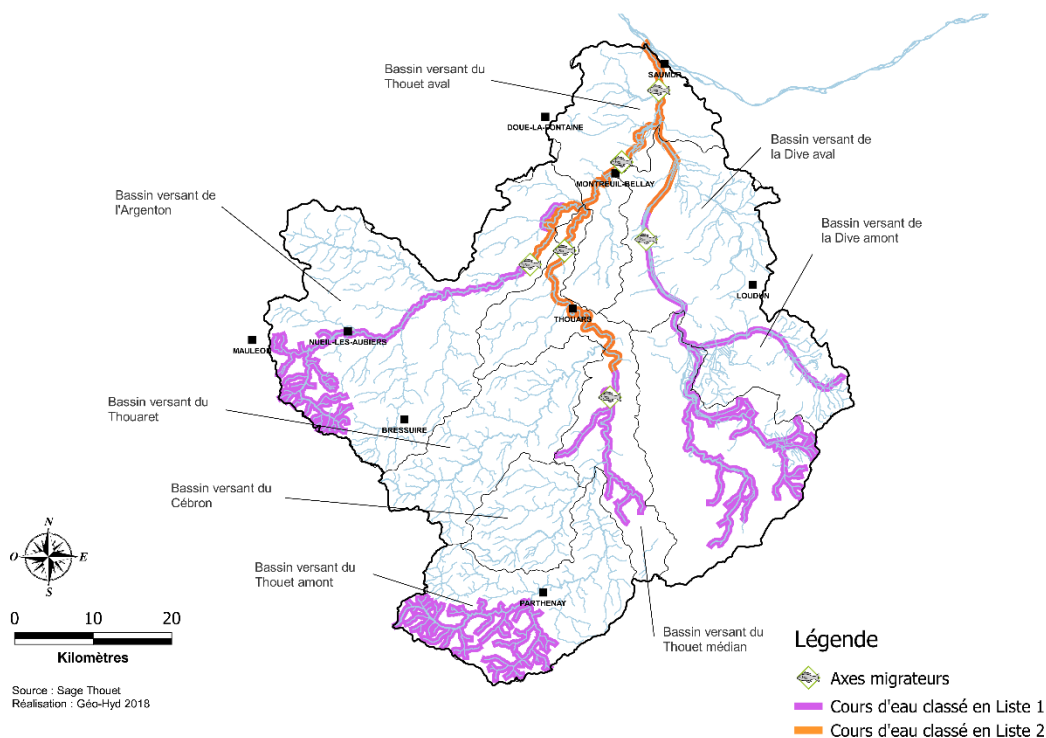 Bassin versant du
Thouet aval
SAUMUR
DOUE-LA-FONTAINE
Bassin versant de
la Dive aval
MONTREUIL-BELLAY
Bassin versant de
l'Argenton
Bassin versant de
la Dive amont
LOUDUN
THOUARS
NUEIL-LES-AUBIERS
MAULEON
Bassin versant du
Thouaret
BRESSUIRE
Bassin versant du
Cébron
Bassin versant du
Thouet amont
PARTHENAY
Bassin versant du
Thouet médian
N
O
E
S
0 10 20
Kilomètres
Source : Sage Thouet
Réalisation : Géo-Hyd 2018
Légende
Axes migrateurs
Cours d'eau classé en Liste 1
Cours d'eau classé en Liste 2